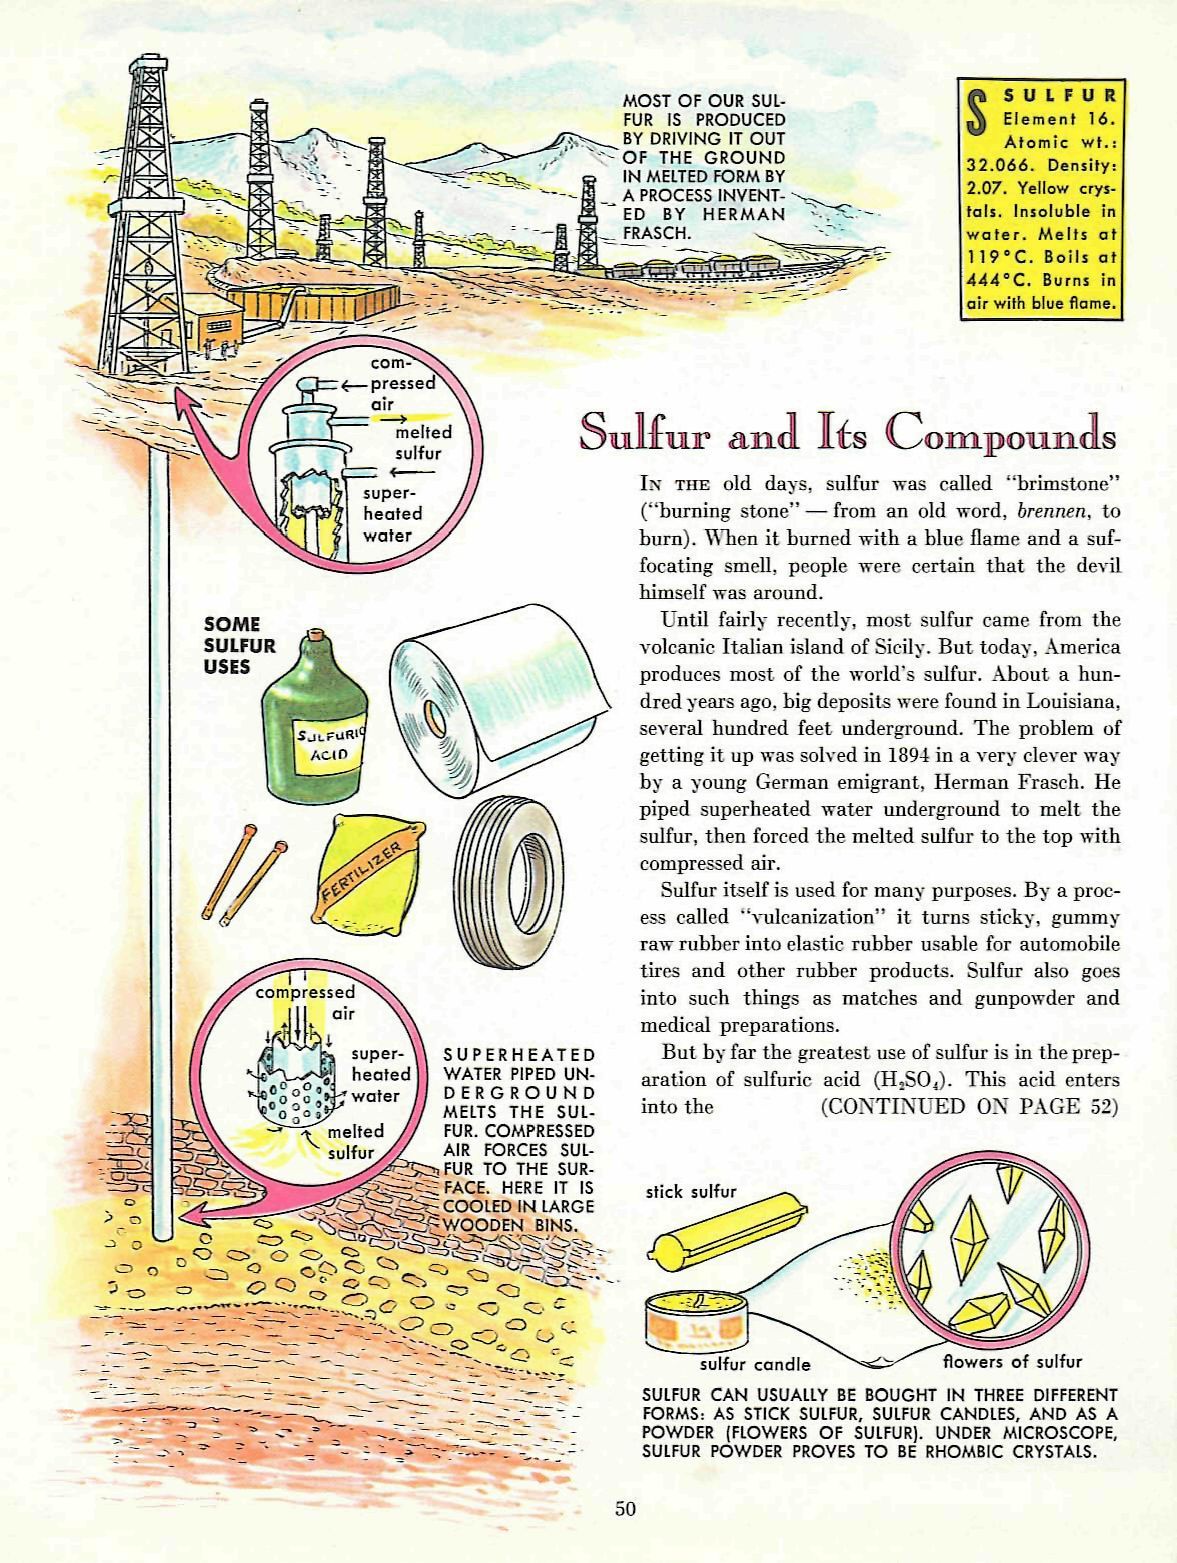 MOST OF OUR SUL-
FUR IS PRODUCED
BY DRIVING IT OUT
OF THE GROUND
IN MELTED FORM BY
A PROCESS INVENT-
ED BY HERMAN
FRASCH.
S SULFUR
Element 16.
Atomic wt.:
32.066. Density:
2.07. Yellow crys-
tals. Insoluble in
water. Melts at
119°C. Boils at
444°C. Burns in
air with blue flame.
com-
pressed
air
melted
sulfur
super-
heated
water
Sulfur and Its Compounds
IN THE old days, sulfur was called “brimstone”
(“burning stone” — from an old word, brennen, to
burn). When it burned with a blue flame and a suf-
focating smell, people were certain that the devil
himself was around.
Until fairly recently, most sulfur came from the
volcanic Italian island of Sicily. But today, America
produces most of the world's sulfur. About a hun-
dred years ago, big deposits were found in Louisiana,
several hundred feet underground. The problem of
getting it up was solved in 1894 in a very clever way
by a young German emigrant, Herman Frasch. He
piped superheated water underground to melt the
sulfur, then forced the melted sulfur to the top with
compressed air.
Sulfur itself is used for many purposes. By a proc-
ess called “vulcanization” it turns sticky, gummy
raw rubber into elastic rubber usable for automobile
tires and other rubber products. Sulfur also goes
into such things as matches and gunpowder and
medical preparations.
But by far the greatest use of sulfur is in the prep-
aration of sulfuric acid (H₂SO₄). This acid enters
into the (CONTINUED ON PAGE 52)
SOME
SULFUR
USES
SULFURIC
ACID
FERTILIZER
compressed
air
super-
heated
water
melted
sulfur
SUPERHEATED
WATER PIPED UN-
DERGROUND
MELTS THE SUL-
FUR. COMPRESSED
AIR FORCES SUL-
FUR TO THE SUR-
FACE. HERE IT IS
COOLED IN LARGE
WOODEN BINS.
stick sulfur
sulfur candle
flowers of sulfur
SULFUR CAN USUALLY BE BOUGHT IN THREE DIFFERENT
FORMS: AS STICK SULFUR, SULFUR CANDLES, AND AS A
POWDER (FLOWERS OF SULFUR). UNDER MICROSCOPE,
SULFUR POWDER PROVES TO BE RHOMBIC CRYSTALS.
50